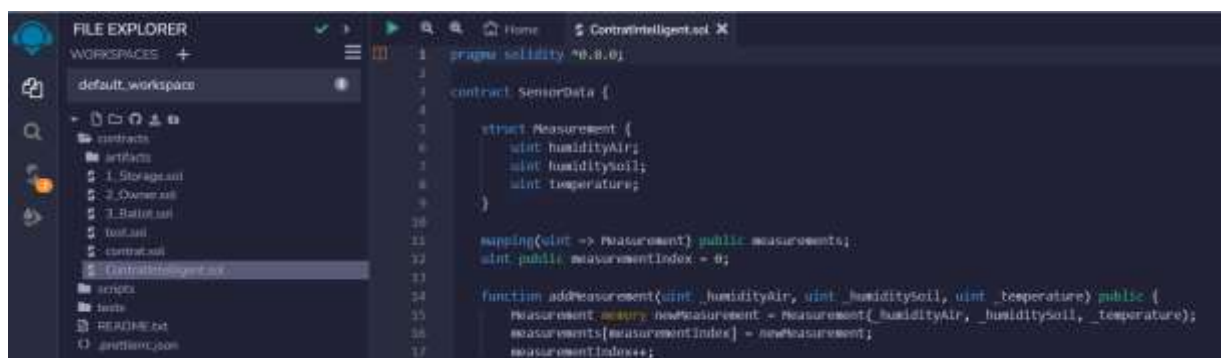 FILE EXPLORER
WORKSPACES +
default_workspace
contracts
artifacts
1_Storage.sol
2_Owner.sol
3_Ballot.sol
test.sol
contrat.sol
ContratIntelligent.sol
scripts
tests
README.txt
.prettierrc.json
Home
ContratIntelligent.sol
1 pragma solidity ^0.8.0;
2
3 contract SensorData {
4
5 struct Measurement {
6 uint humidityAir;
7 uint humiditySoil;
8 uint temperature;
9 }
10
11 mapping(uint => Measurement) public measurements;
12 uint public measurementIndex = 0;
13
14 function addMeasurement(uint _humidityAir, uint _humiditySoil, uint _temperature) public {
15 Measurement memory newMeasurement = Measurement(_humidityAir, _humiditySoil, _temperature);
16 measurements[measurementIndex] = newMeasurement;
17 measurementIndex++;